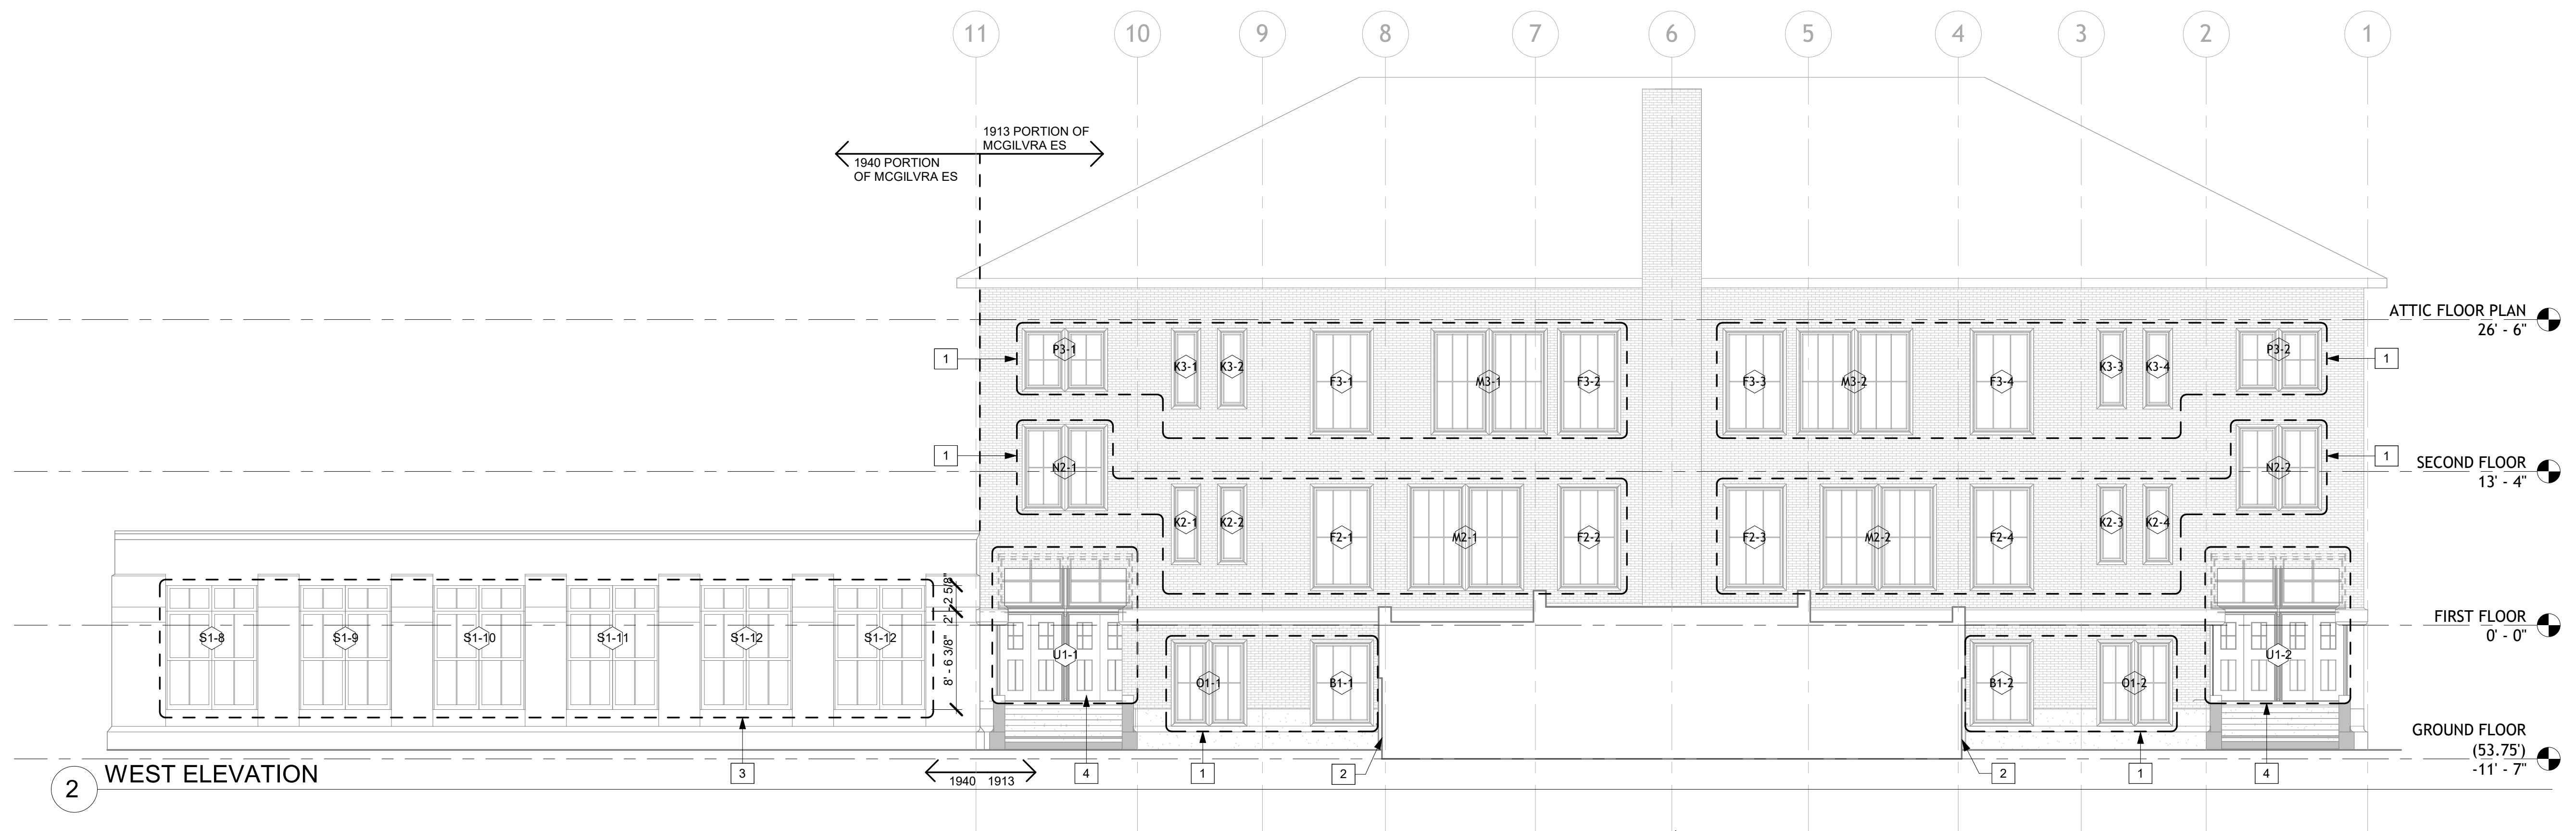 11 10 9 8 7 6 5 4 3 2 1
1913 PORTION OF
MCGILVRA ES
1940 PORTION
OF MCGILVRA ES
ATTIC FLOOR PLAN
26' - 6"
P3-1 K3-1 K3-2 F3-1 M3-1 F3-2 F3-3 M3-2 F3-4 K3-3 K3-4 P3-2
1 1
1 1
SECOND FLOOR
13' - 4"
N2-1 N2-2
K2-1 K2-2 F2-1 M2-1 F2-2 F2-3 M2-2 F2-4 K2-3 K2-4
2' - 2 5/8"
8' - 6 3/8"
FIRST FLOOR
0' - 0"
S1-8 S1-9 S1-10 S1-11 S1-12 S1-12
U1-1 U1-2
O1-1 B1-1 B1-2 O1-2
GROUND FLOOR
(53.75')
-11' - 7"
3 4 1 2 2 1 4
1940 1913
2 WEST ELEVATION